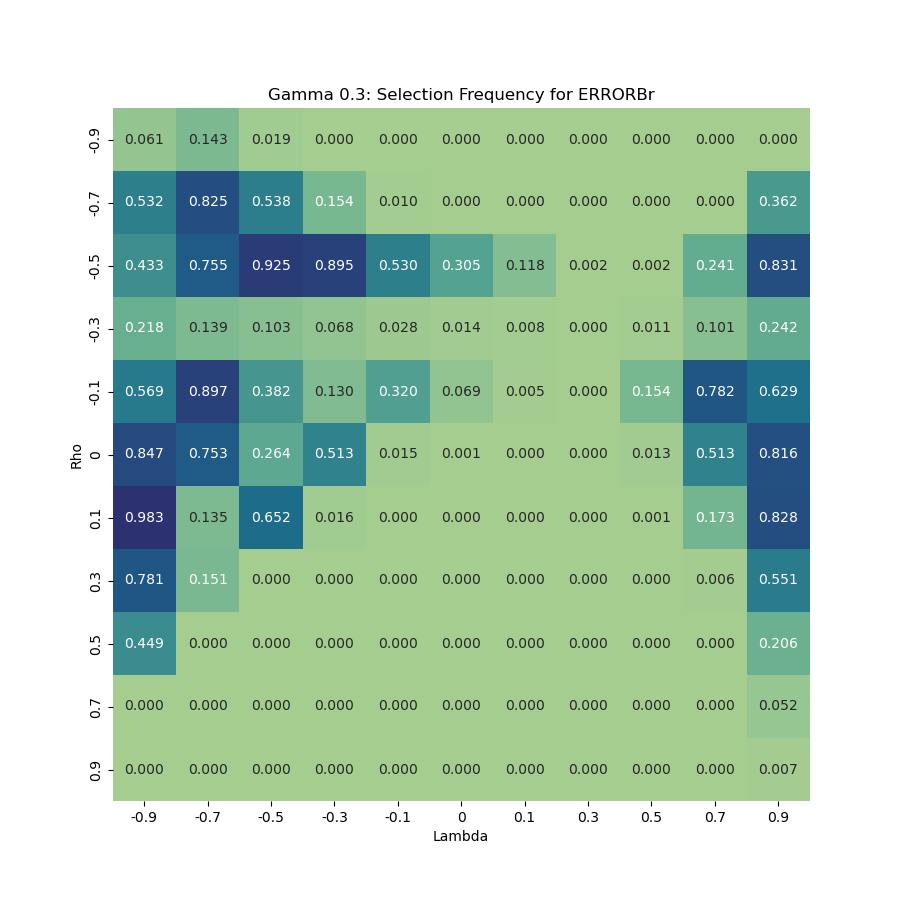 Gamma 0.3: Selection Frequency for ERRORBr
-0.9 0.061 0.143 0.019 0.000 0.000 0.000 0.000 0.000 0.000 0.000 0.000
-0.7 0.532 0.825 0.538 0.154 0.010 0.000 0.000 0.000 0.000 0.000 0.362
-0.5 0.433 0.755 0.925 0.895 0.530 0.305 0.118 0.002 0.002 0.241 0.831
-0.3 0.218 0.139 0.103 0.068 0.028 0.014 0.008 0.000 0.011 0.101 0.242
-0.1 0.569 0.897 0.382 0.130 0.320 0.069 0.005 0.000 0.154 0.782 0.629
Rho
0 0.847 0.753 0.264 0.513 0.015 0.001 0.000 0.000 0.013 0.513 0.816
0.1 0.983 0.135 0.652 0.016 0.000 0.000 0.000 0.000 0.001 0.173 0.828
0.3 0.781 0.151 0.000 0.000 0.000 0.000 0.000 0.000 0.000 0.006 0.551
0.5 0.449 0.000 0.000 0.000 0.000 0.000 0.000 0.000 0.000 0.000 0.206
0.7 0.000 0.000 0.000 0.000 0.000 0.000 0.000 0.000 0.000 0.000 0.052
0.9 0.000 0.000 0.000 0.000 0.000 0.000 0.000 0.000 0.000 0.000 0.007
-0.9 -0.7 -0.5 -0.3 -0.1 0 0.1 0.3 0.5 0.7 0.9
Lambda